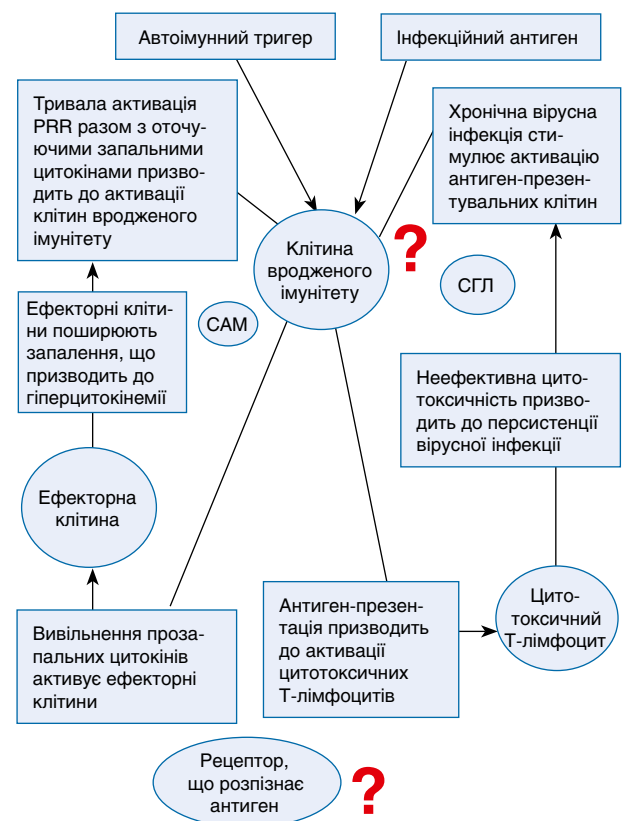 Автоімунний тригер
Інфекційний антиген
Тривала активація
PRR разом з оточу-
ючими запальними
цитокінами призво-
дить до активації
клітин вродженого
імунітету
Хронічна вірусна
інфекція сти-
мулює активацію
антиген-презен-
тувальних клітин
Клітина
вродженого
імунітету
?
САМ
СГЛ
Ефекторні кліти-
ни поширюють
запалення, що
призводить до
гіперцитокінемії
Неефективна цито-
токсичність призво-
дить до персистенції
вірусної інфекції
Ефекторна
клітина
Цито-
токсичний
Т-лімфоцит
Вивільнення проза-
пальних цитокінів
активує ефекторні
клітини
Антиген-презен-
тація призводить
до активації
цитотоксичних
Т-лімфоцитів
Рецептор,
що розпізнає
антиген
?